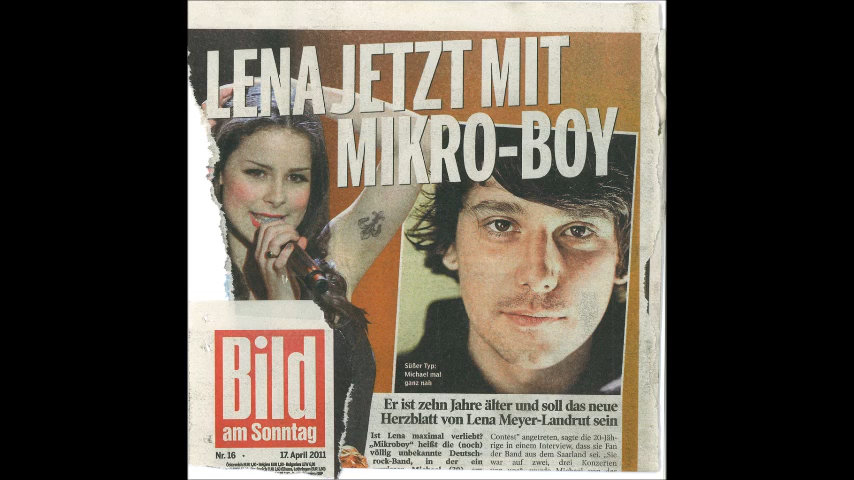 LENA JETZT MIT
MIKRO-BOY
Süßer Typ:
Michael mal
ganz nah
Er ist zehn Jahre älter und soll das neue
Herzblatt von Lena Meyer-Landrut sein
Bild
am Sonntag
Nr. 16 · 17. April 2011
Ist Lena maximal verliebt?
„Mikroboy“ heißt die (noch)
völlig unbekannte Deutsch-
rock-Band, in der ein
Contest“ angetreten, sagte die 20-Jäh-
rige in einem Interview, dass sie Fan
der Band aus dem Saarland sei. „Sie
war auf zwei, drei Konzerten